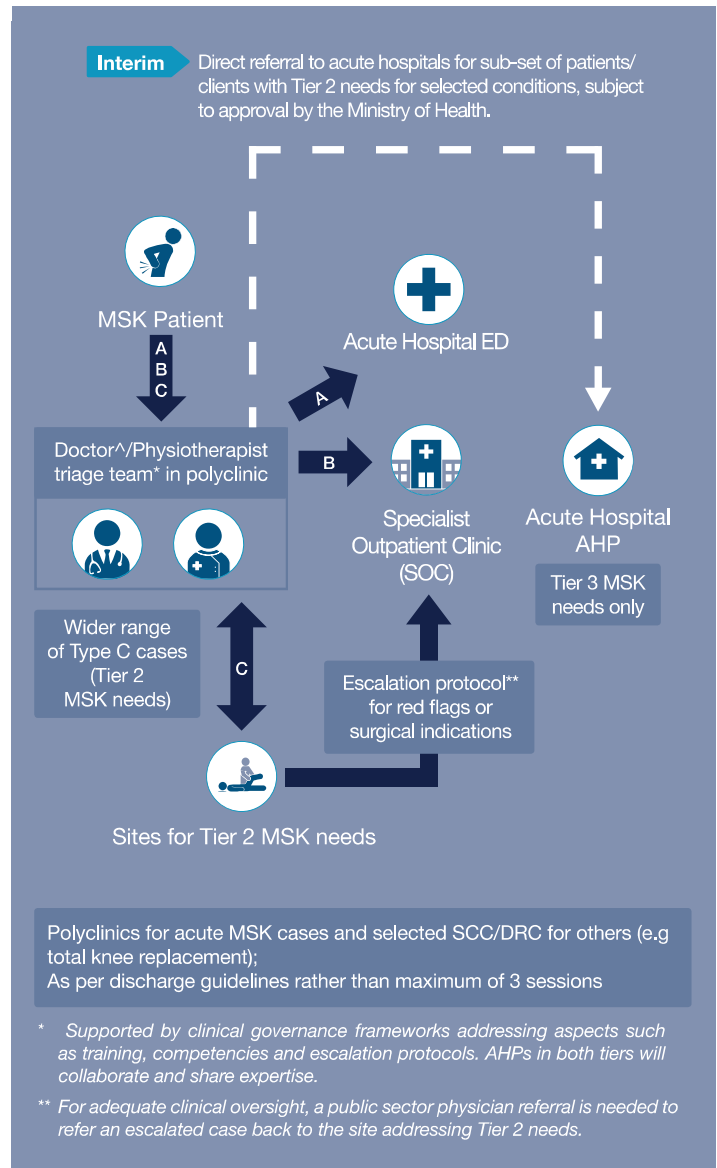 Interim
Direct referral to acute hospitals for sub-set of patients/
clients with Tier 2 needs for selected conditions, subject
to approval by the Ministry of Health.
MSK Patient
A
B
C
Acute Hospital ED
A
Doctor^/Physiotherapist
triage team* in polyclinic
B
Specialist
Outpatient Clinic
(SOC)
Acute Hospital
AHP
Tier 3 MSK
needs only
Wider range
of Type C cases
(Tier 2
MSK needs)
C
Escalation protocol**
for red flags or
surgical indications
Sites for Tier 2 MSK needs
Polyclinics for acute MSK cases and selected SCC/DRC for others (e.g
total knee replacement);
As per discharge guidelines rather than maximum of 3 sessions
* Supported by clinical governance frameworks addressing aspects such
as training, competencies and escalation protocols. AHPs in both tiers will
collaborate and share expertise.
** For adequate clinical oversight, a public sector physician referral is needed to
refer an escalated case back to the site addressing Tier 2 needs.